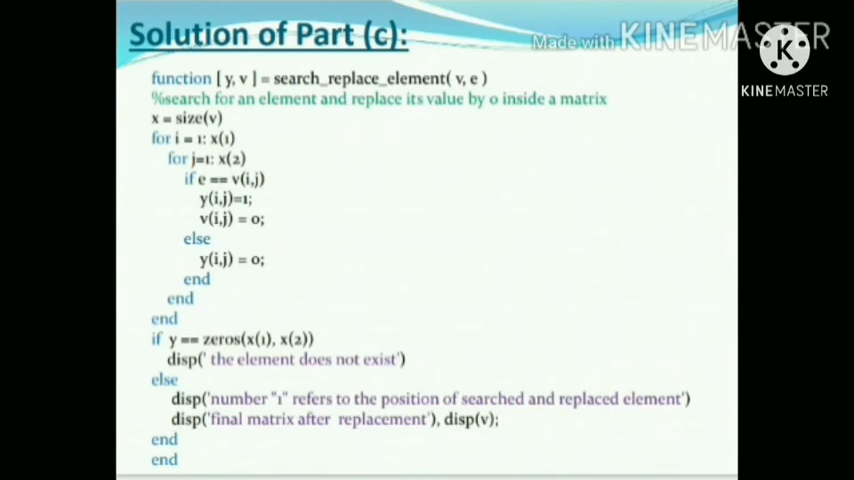 Solution of Part (c):
Made with KINEMASTER
K
KINEMASTER
function [ y, v ] = search_replace_element( v, e )
%search for an element and replace its value by 0 inside a matrix
x = size(v)
for i = 1: x(1)
for j=1: x(2)
if e == v(i,j)
y(i,j)=1;
v(i,j) = 0;
else
y(i,j) = 0;
end
end
end
if y == zeros(x(1), x(2))
disp(' the element does not exist')
else
disp('number "1" refers to the position of searched and replaced element')
disp('final matrix after replacement'), disp(v);
end
end